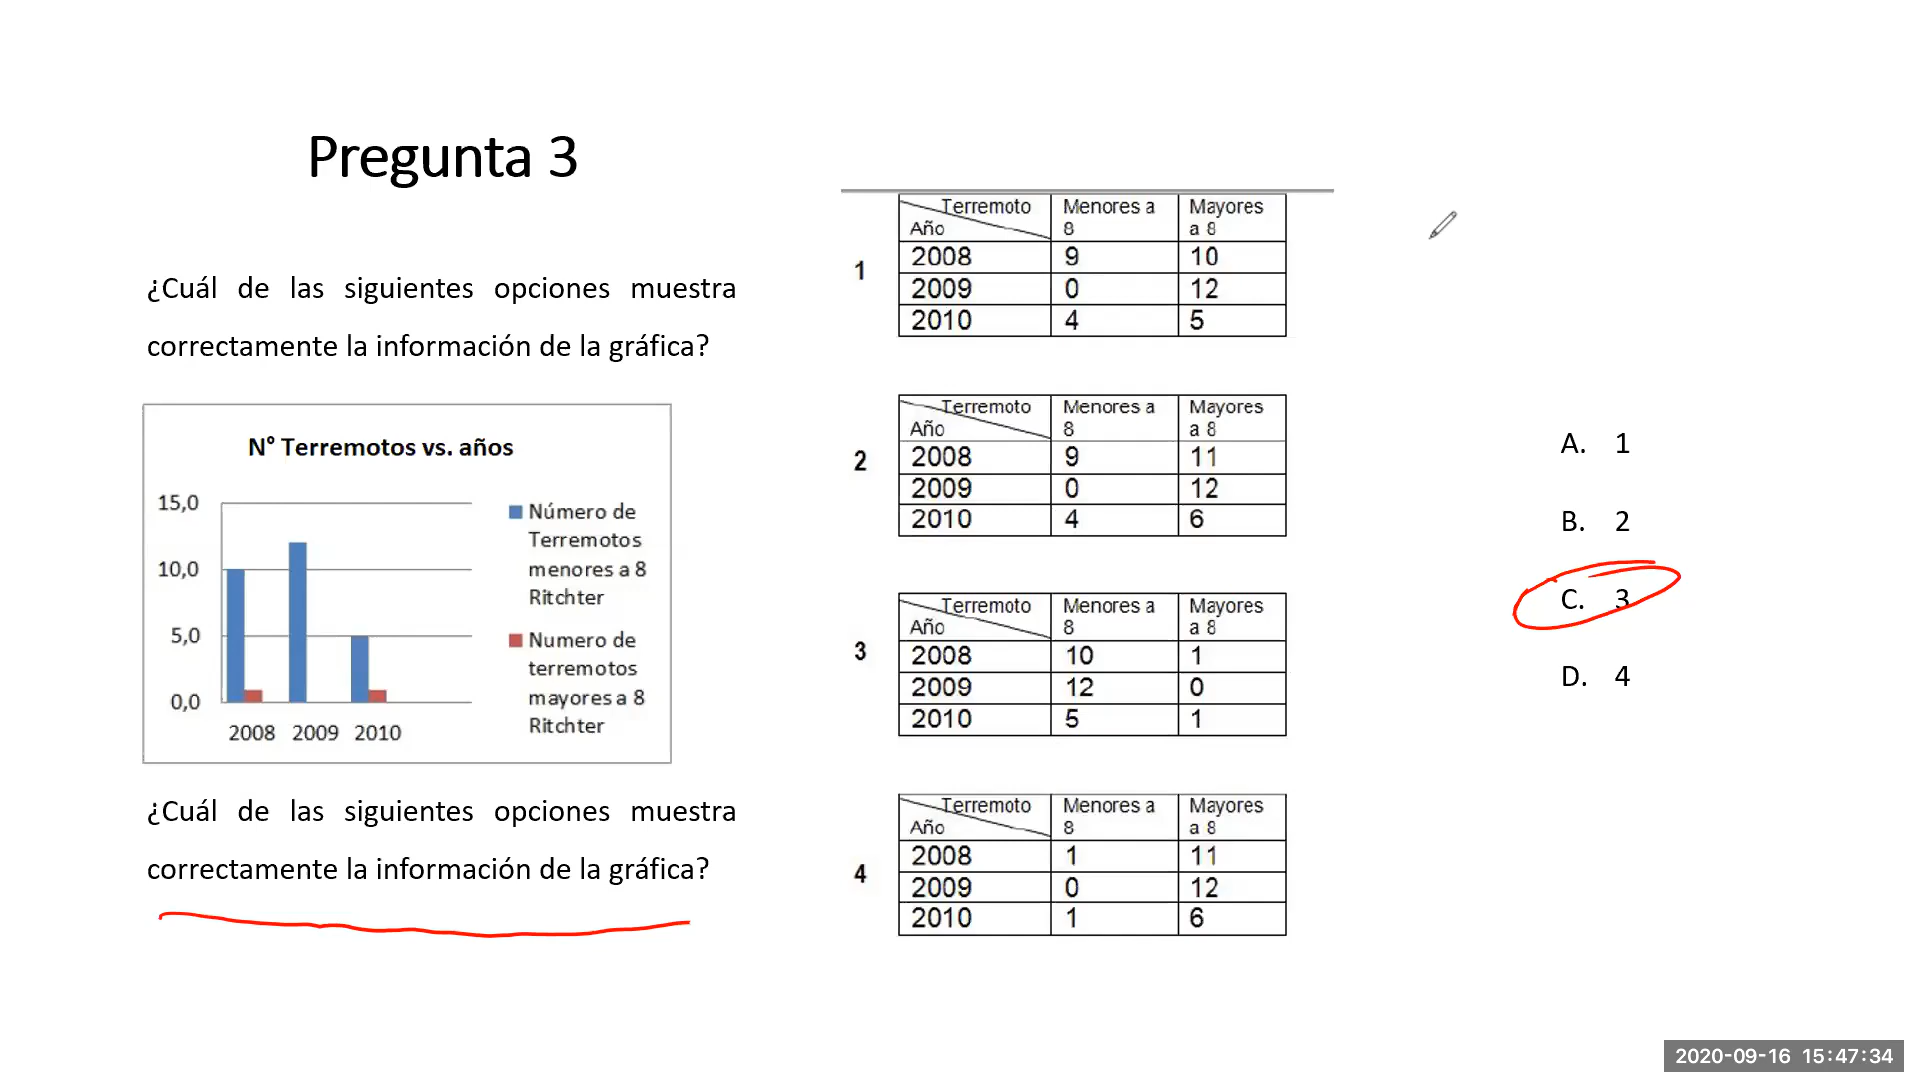 Pregunta 3
¿Cuál de las siguientes opciones muestra
correctamente la información de la gráfica?
N° Terremotos vs. años
15,0
10,0
5,0
0,0
2008 2009 2010
Número de
Terremotos
menores a 8
Ritchter
Numero de
terremotos
mayores a 8
Ritchter
¿Cuál de las siguientes opciones muestra
correctamente la información de la gráfica?
1
Terremoto Menores a Mayores
Año 8 a 8
2008 9 10
2009 0 12
2010 4 5
2
Terremoto Menores a Mayores
Año 8 a 8
2008 9 11
2009 0 12
2010 4 6
3
Terremoto Menores a Mayores
Año 8 a 8
2008 10 1
2009 12 0
2010 5 1
4
Terremoto Menores a Mayores
Año 8 a 8
2008 1 11
2009 0 12
2010 1 6
A. 1
B. 2
C. 3
D. 4
2020-09-16 15:47:34